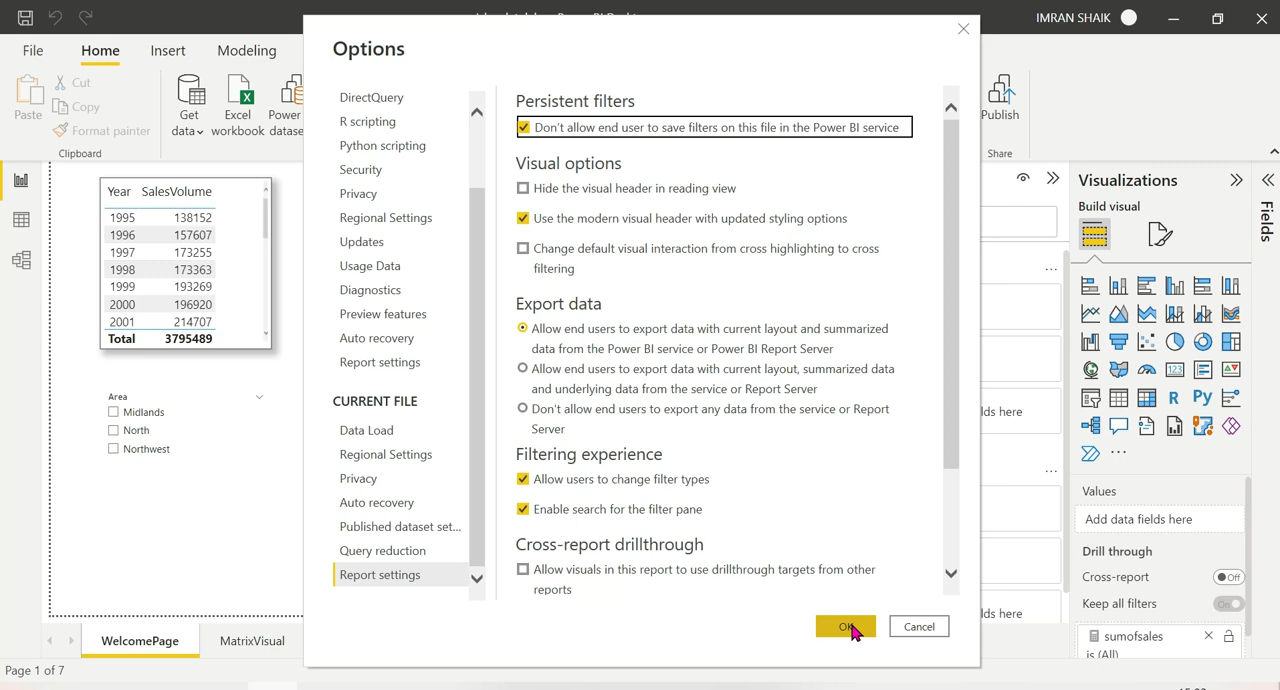 IMRAN SHAIK
File Home Insert Modeling
Options
Paste
Cut
Copy
Format painter
Clipboard
Get data
Excel workbook
Power datase
Publish
Share
DirectQuery
R scripting
Python scripting
Security
Privacy
Regional Settings
Updates
Usage Data
Diagnostics
Preview features
Auto recovery
Report settings
CURRENT FILE
Data Load
Regional Settings
Privacy
Auto recovery
Published dataset set...
Query reduction
Report settings
Persistent filters
Don't allow end user to save filters on this file in the Power BI service
Visual options
Hide the visual header in reading view
Use the modern visual header with updated styling options
Change default visual interaction from cross highlighting to cross
filtering
Export data
Allow end users to export data with current layout and summarized
data from the Power BI service or Power BI Report Server
Allow end users to export data with current layout, summarized data
and underlying data from the service or Report Server
Don't allow end users to export any data from the service or Report
Server
Filtering experience
Allow users to change filter types
Enable search for the filter pane
Cross-report drillthrough
Allow visuals in this report to use drillthrough targets from other
reports
OK
Cancel
Year SalesVolume
1995 138152
1996 157607
1997 173255
1998 173363
1999 193269
2000 196920
2001 214707
Total 3795489
Area
Midlands
North
Northwest
lds here
lds here
Visualizations
Build visual
Fields
123
R Py
...
Values
Add data fields here
Drill through
Cross-report Off
Keep all filters On
sumofsales
is (All)
WelcomePage MatrixVisual
Page 1 of 7